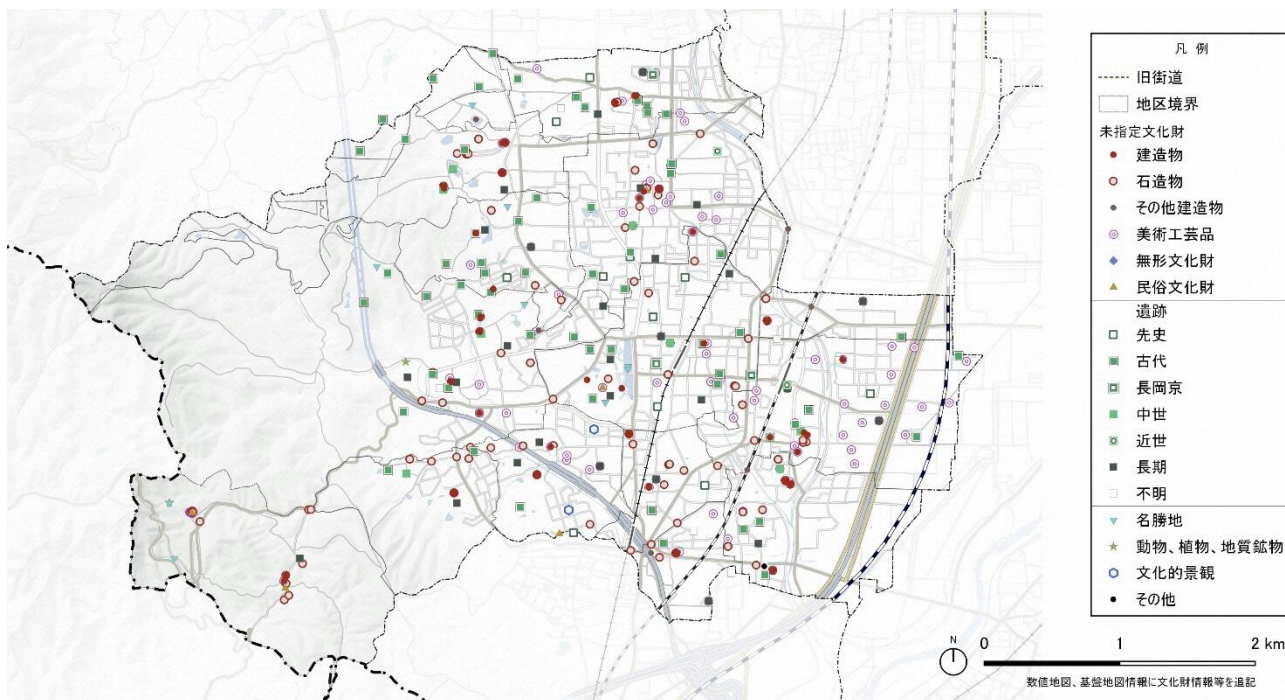 凡 例
旧街道
地区境界
未指定文化財
建造物
石造物
その他建造物
美術工芸品
無形文化財
民俗文化財
遺跡
先史
古代
長岡京
中世
近世
長期
不明
名勝地
動物、植物、地質鉱物
文化的景観
その他
N
0 1 2 km
数値地図、基盤地図情報に文化財情報等を追記